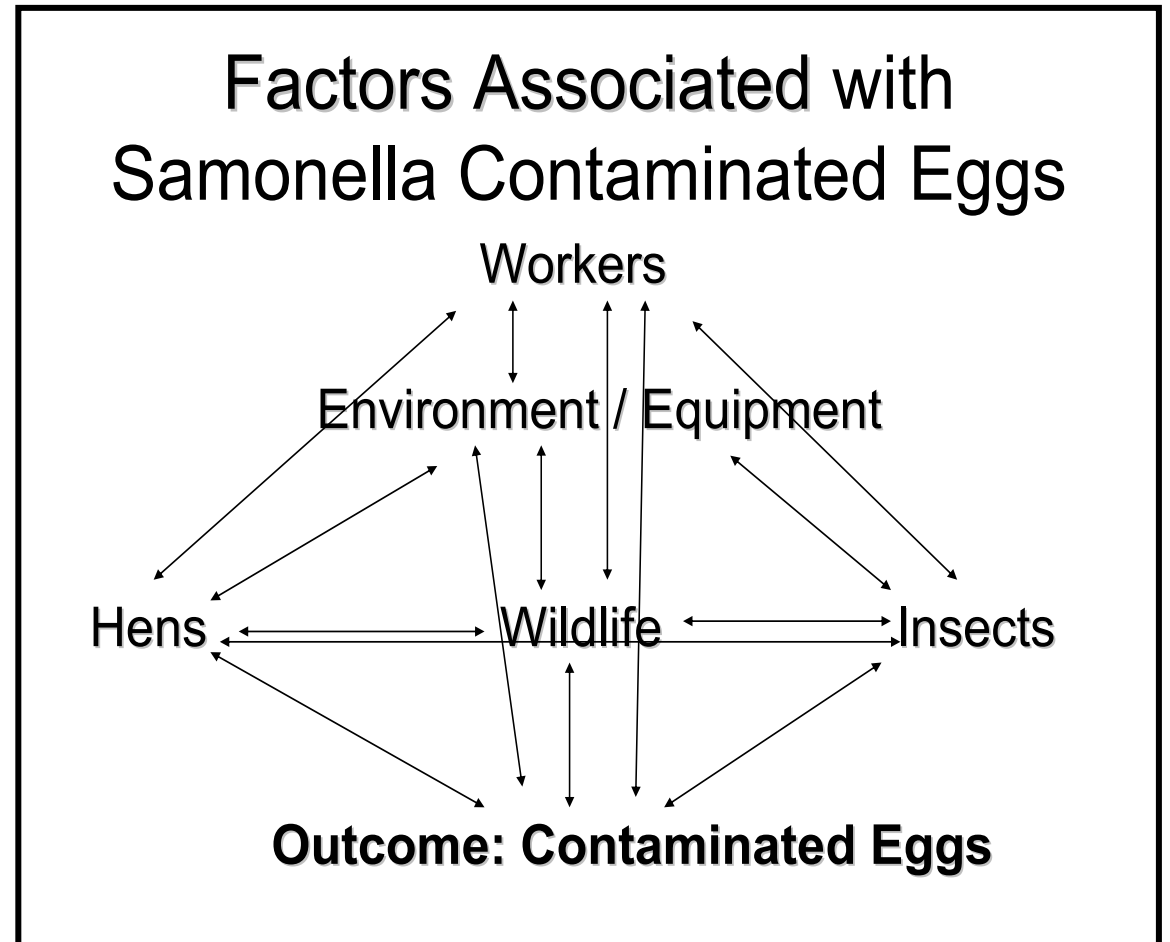 Factors Associated with
Samonella Contaminated Eggs
Workers
Environment / Equipment
Hens Wildlife Insects
Outcome: Contaminated Eggs